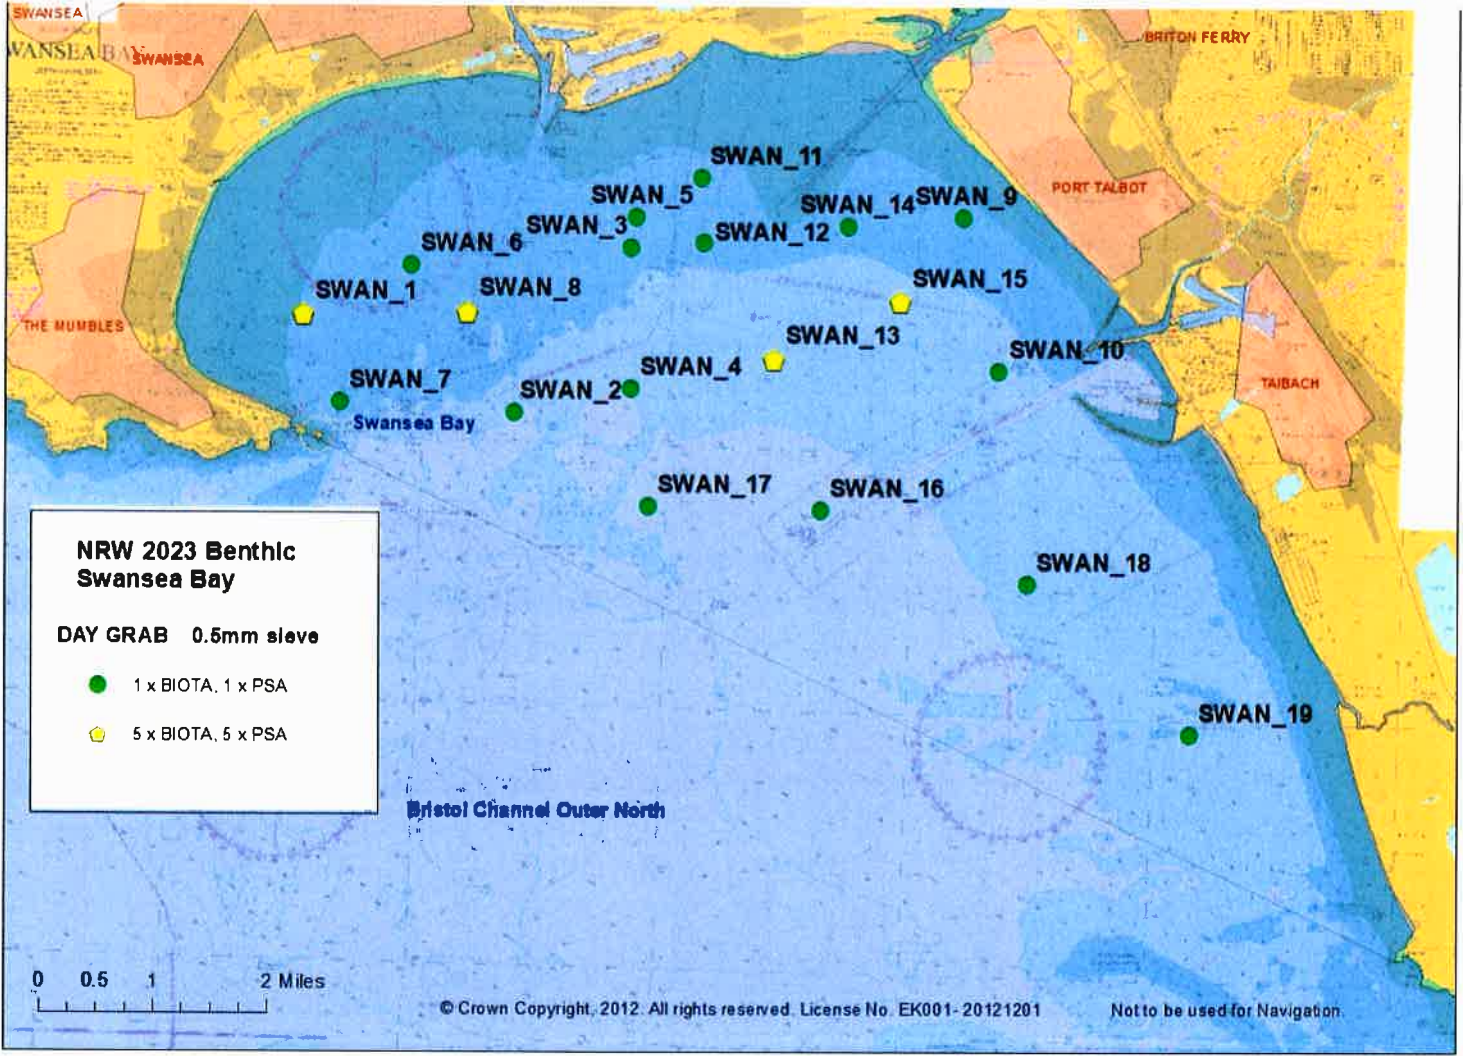 SWANSEA
WANSEA BA
SWANSEA
BRITON FERRY
SWAN_11
SWAN_5
PORT TALBOT
SWAN_14
SWAN_9
SWAN_3
SWAN_12
SWAN_6
SWAN_15
SWAN_1
SWAN_8
THE MUMBLES
SWAN_13
SWAN_10
SWAN_4
SWAN_7
SWAN_2
TAIBACH
Swansea Bay
SWAN_17
SWAN_16
NRW 2023 Benthic
Swansea Bay
SWAN_18
DAY GRAB 0.5mm sieve
1 x BIOTA, 1 x PSA
5 x BIOTA, 5 x PSA
SWAN_19
Bristol Channel Outer North
0 0.5 1 2 Miles
© Crown Copyright, 2012. All rights reserved. License No. EK001- 20121201
Not to be used for Navigation.